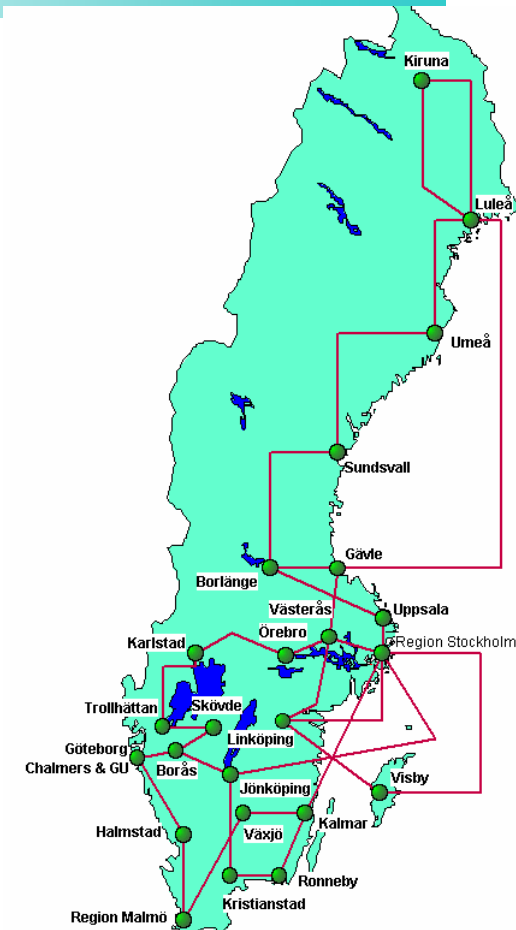 Kiruna
Luleå
Umeå
Sundsvall
Gävle
Borlänge
Uppsala
Västerås
Örebro
Region Stockholm
Karlstad
Skövde
Trollhättan
Linköping
Göteborg
Chalmers & GU
Borås
Jönköping
Visby
Växjö
Kalmar
Halmstad
Ronneby
Kristianstad
Region Malmö